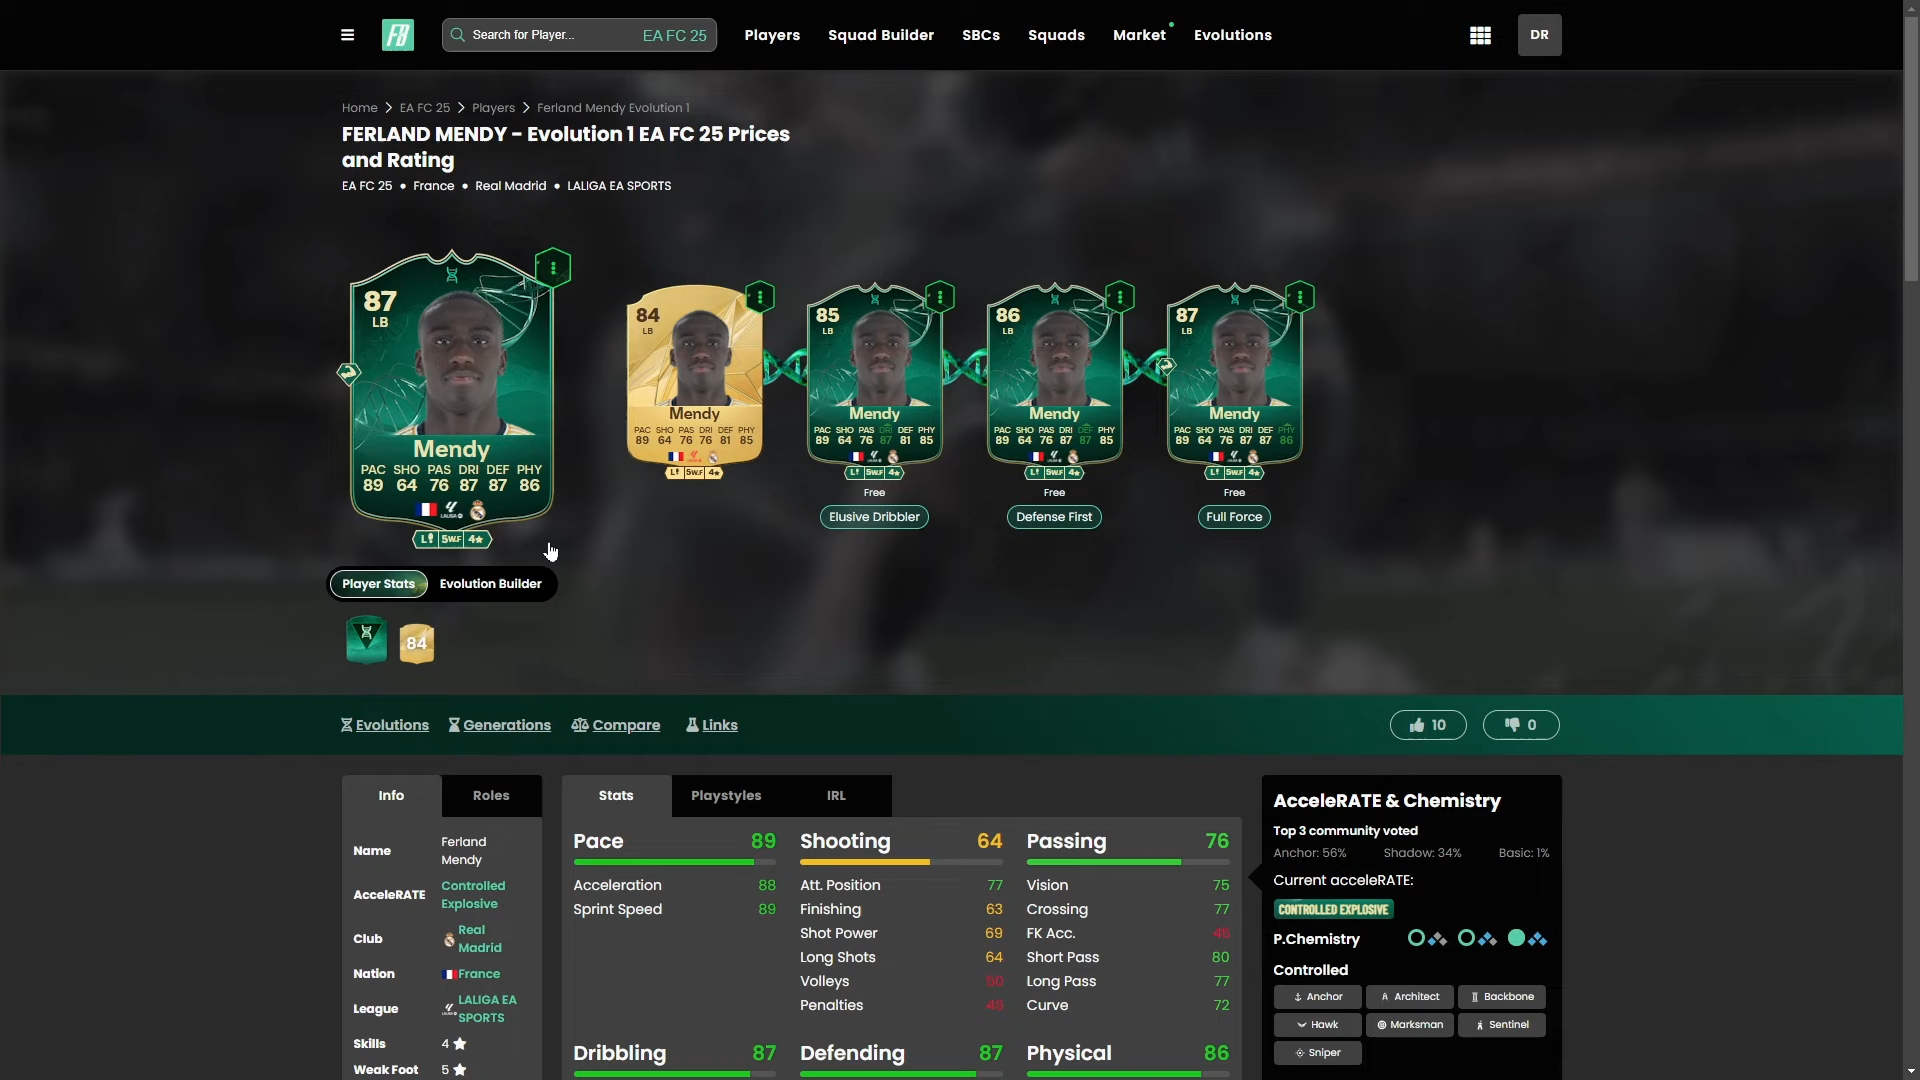 F8
Search for Player...
EA FC 25
Players
Squad Builder
SBCs
Squads
Market
Evolutions
DR
Home > EA FC 25 > Players > Ferland Mendy Evolution 1
FERLAND MENDY - Evolution 1 EA FC 25 Prices
and Rating
EA FC 25 • France • Real Madrid • LALIGA EA SPORTS
87
LB
Mendy
PAC SHO PAS DRI DEF PHY
89 64 76 87 87 86
5W.F 4★
84
LB
Mendy
PAC SHO PAS DRI DEF PHY
89 64 76 76 81 85
5W.F 4★
85
LB
Mendy
PAC SHO PAS DRI DEF PHY
89 64 76 87 81 85
5W.F 4★
Free
Elusive Dribbler
86
LB
Mendy
PAC SHO PAS DRI DEF PHY
89 64 76 87 87 85
5W.F 4★
Free
Defense First
87
LB
Mendy
PAC SHO PAS DRI DEF PHY
89 64 76 87 87 86
5W.F 4★
Free
Full Force
Player Stats
Evolution Builder
84
Evolutions
Generations
Compare
Links
10
0
Info
Roles
Name
Ferland
Mendy
AcceleRATE
Controlled
Explosive
Club
Real
Madrid
Nation
France
League
LALIGA EA
SPORTS
Skills
4 ★
Weak Foot
5 ★
Stats
Playstyles
IRL
Pace 89
Acceleration 88
Sprint Speed 89
Shooting 64
Att. Position 77
Finishing 63
Shot Power 69
Long Shots 64
Volleys 50
Penalties 49
Passing 76
Vision 75
Crossing 77
FK Acc. 45
Short Pass 80
Long Pass 77
Curve 72
Dribbling 87
Defending 87
Physical 86
AcceleRATE & Chemistry
Top 3 community voted
Anchor: 56%
Shadow: 34%
Basic: 1%
Current acceleRATE:
CONTROLLED EXPLOSIVE
P.Chemistry
Controlled
Anchor
Architect
Backbone
Hawk
Marksman
Sentinel
Sniper